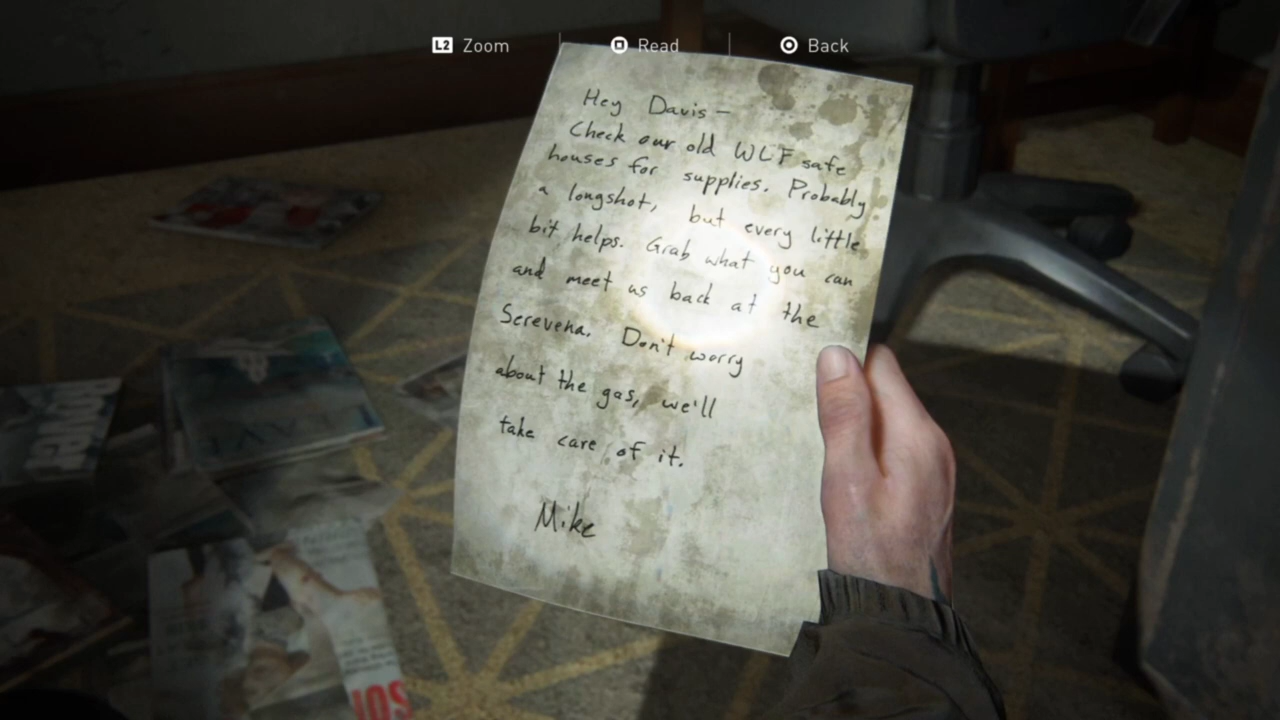 L2 Zoom Read Back
Hey Davis —
Check our old WLF safe
houses for supplies. Probably
a longshot, but every little
bit helps. Grab what you can
and meet us back at the
Serevena. Don't worry
about the gas, we'll
take care of it.
Mike